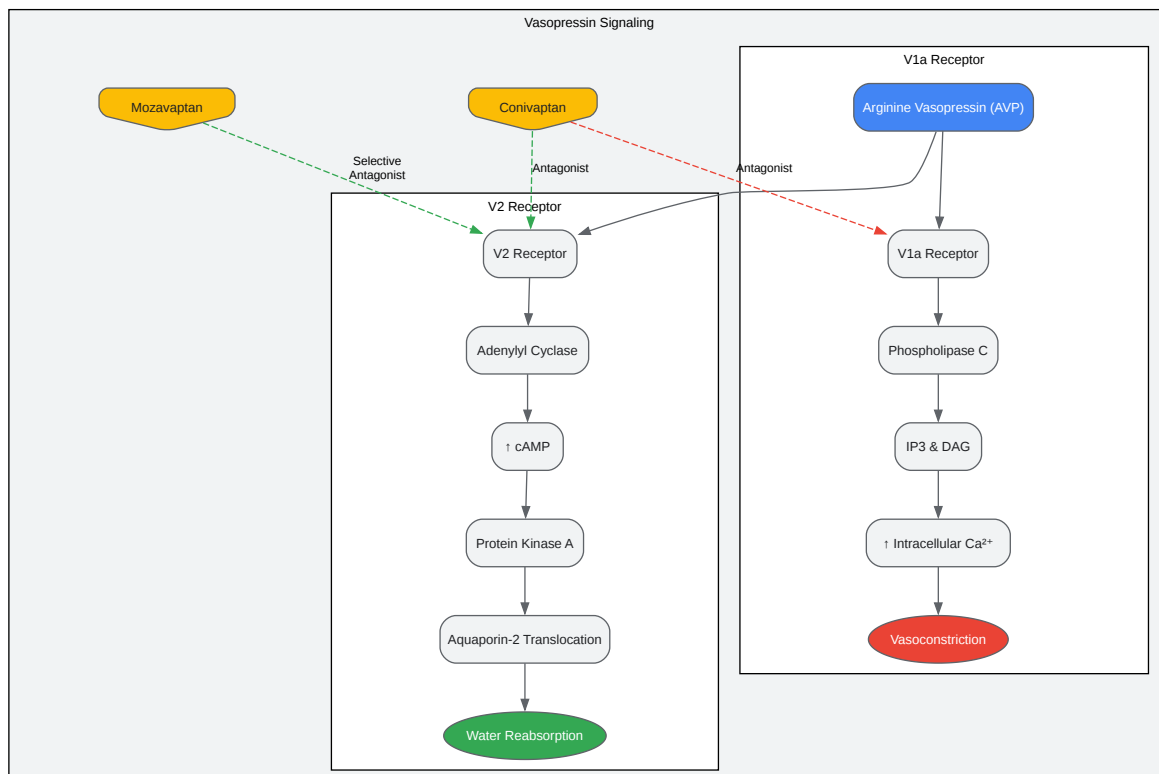 Vasopressin Signaling
V1a Receptor
Mozavaptan
Conivaptan
Arginine Vasopressin (AVP)
Selective
Antagonist
Antagonist
Antagonist
V2 Receptor
V2 Receptor
V1a Receptor
Adenylyl Cyclase
Phospholipase C
↑ cAMP
IP3 & DAG
Protein Kinase A
↑ Intracellular Ca²⁺
Aquaporin-2 Translocation
Vasoconstriction
Water Reabsorption